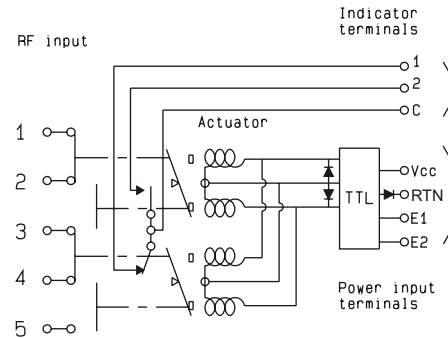 Indicator
terminals
RF input
1
2
C
Actuator
1
2
3
4
5
TTL
Vcc
RTN
E1
E2
Power input
terminals